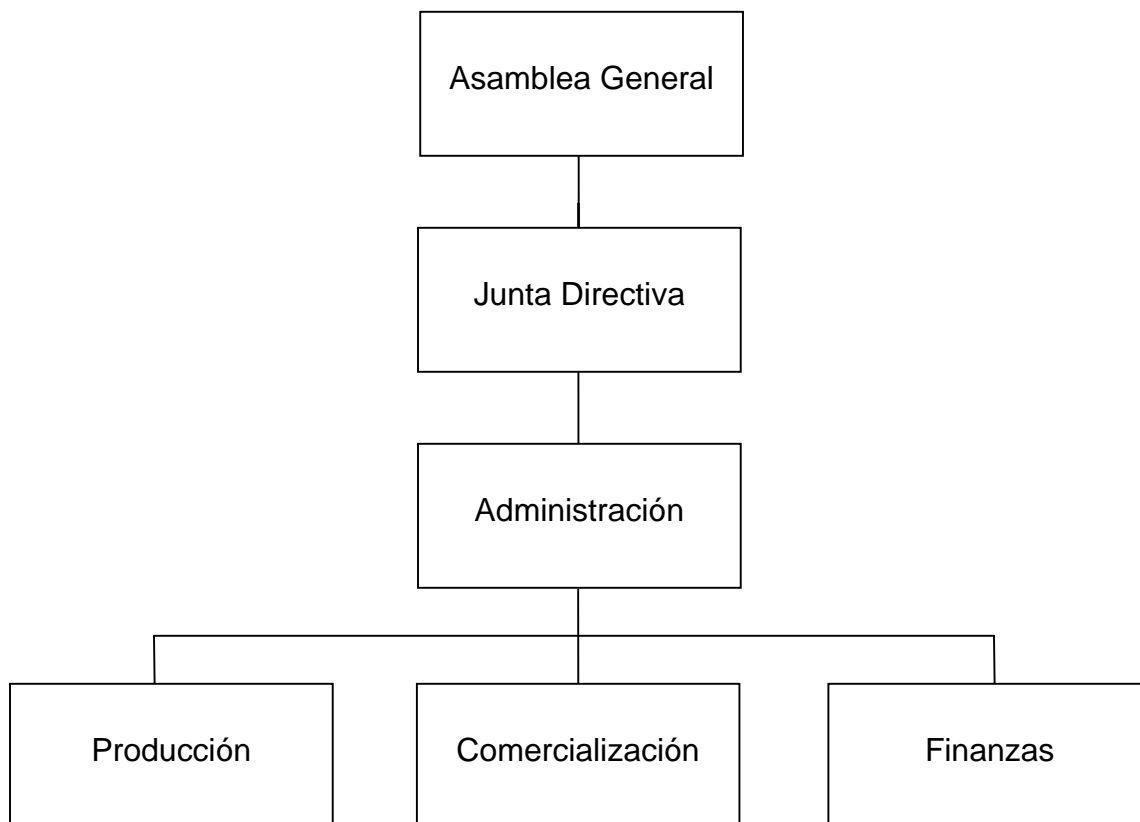 Asamblea General
Junta Directiva
Administración
Producción
Comercialización
Finanzas